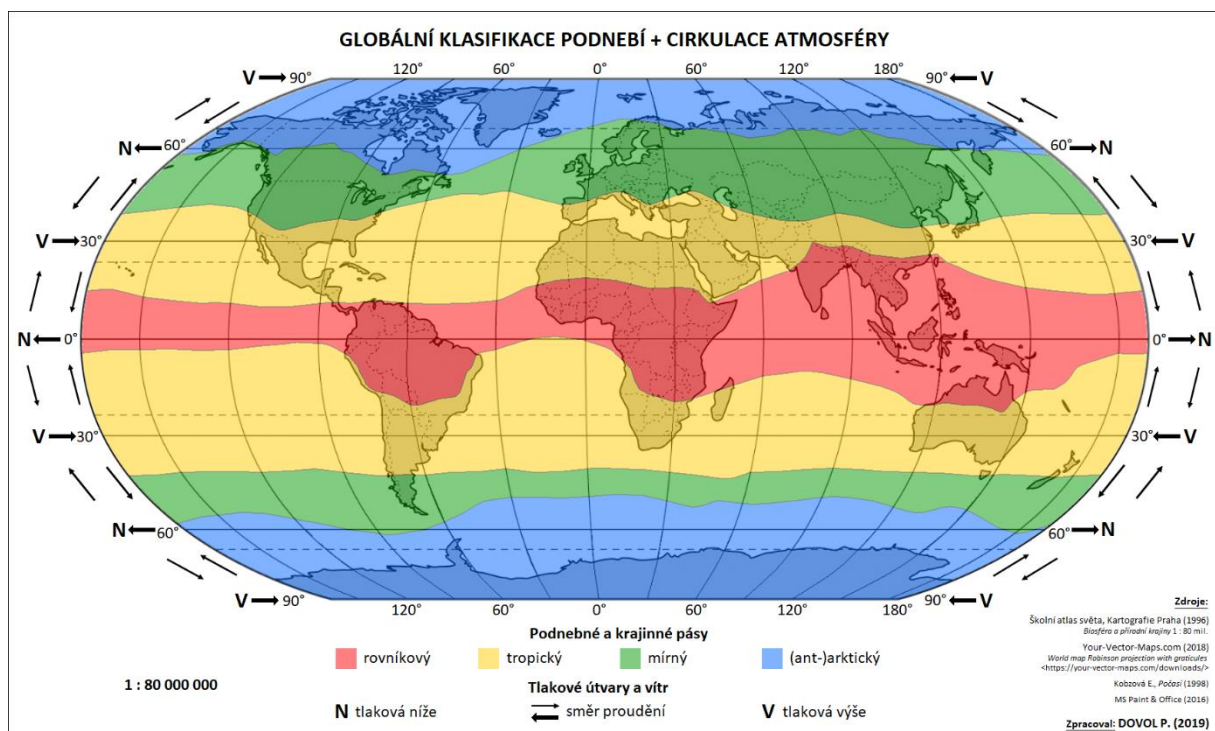 GLOBÁLNÍ KLASIFIKACE PODNEBÍ + CIRKULACE ATMOSFÉRY
120° 60° 0° 60° 120° 180°
V 90° 90° V
N 60° 60° N
V 30° 30° V
N 0° 0° N
V 30° 30° V
N 60° 60° N
V 90° 90° V
120° 60° 0° 60° 120° 180°
Podnebné a krajinné pásy
rovníkový tropický mírný (ant-)arktický
1 : 80 000 000
Tlakové útvary a vítr
N tlaková níže směr proudění V tlaková výše
Zdroje:
Školní atlas světa, Kartografie Praha (1996)
Biosféra a přírodní krajiny 1 : 80 mil.
Your-Vector-Maps.com (2018)
World map Robinson projection with graticules
<https://your-vector-maps.com/downloads/>
Kobzová E., Počasí (1998)
MS Paint & Office (2016)
Zpracoval: DOVOL P. (2019)